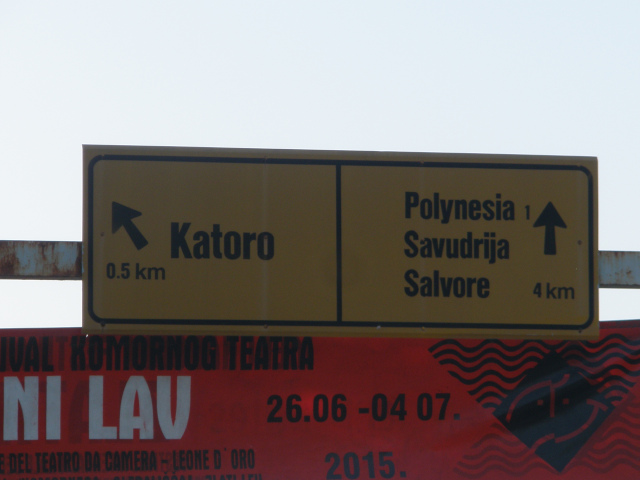 Katoro
0.5 km
Polynesia 1
Savudrija
Salvore
4 km
KOMORNOG TEATRA
NI LAV
26.06 -04 07.
DEL TEATRO DA CAMERA - LEONE D'ORO
2015.